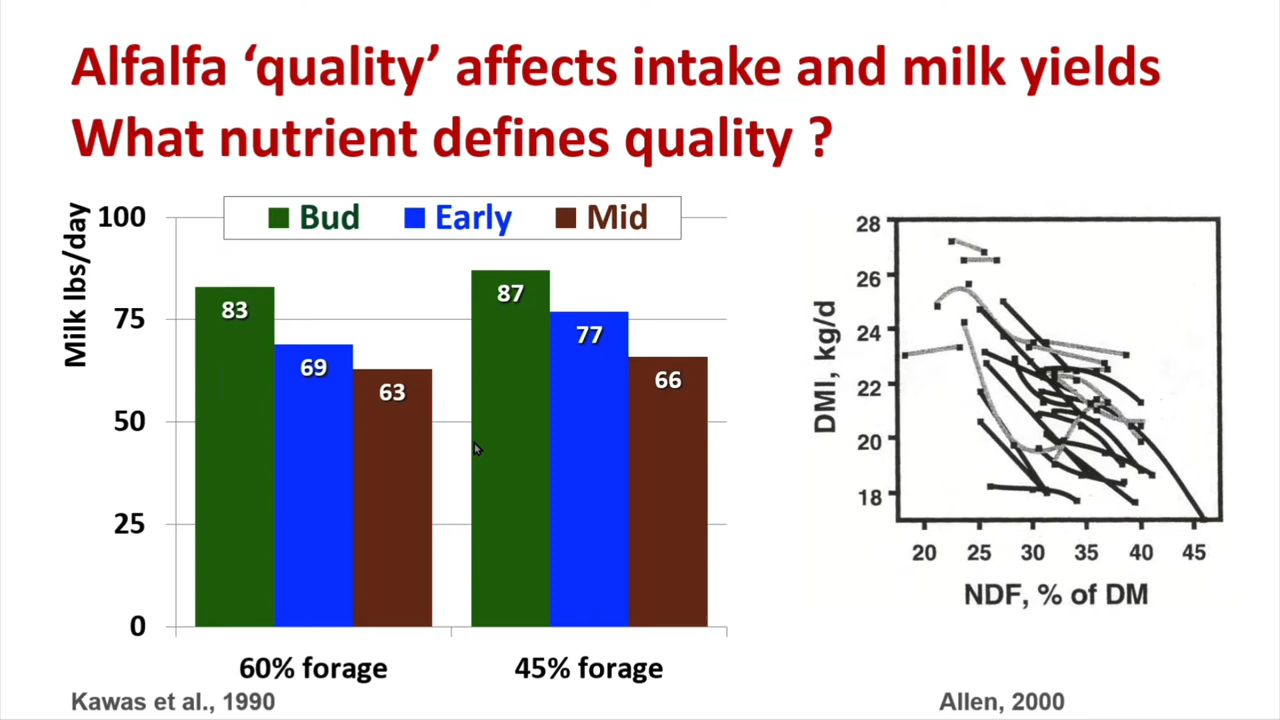 Alfalfa ‘quality’ affects intake and milk yields
What nutrient defines quality ?
Milk lbs/day
100
75
50
25
0
Bud Early Mid
83
69
63
87
77
66
60% forage
45% forage
Kawas et al., 1990
DMI, kg/d
28
26
24
22
20
18
20 25 30 35 40 45
NDF, % of DM
Allen, 2000